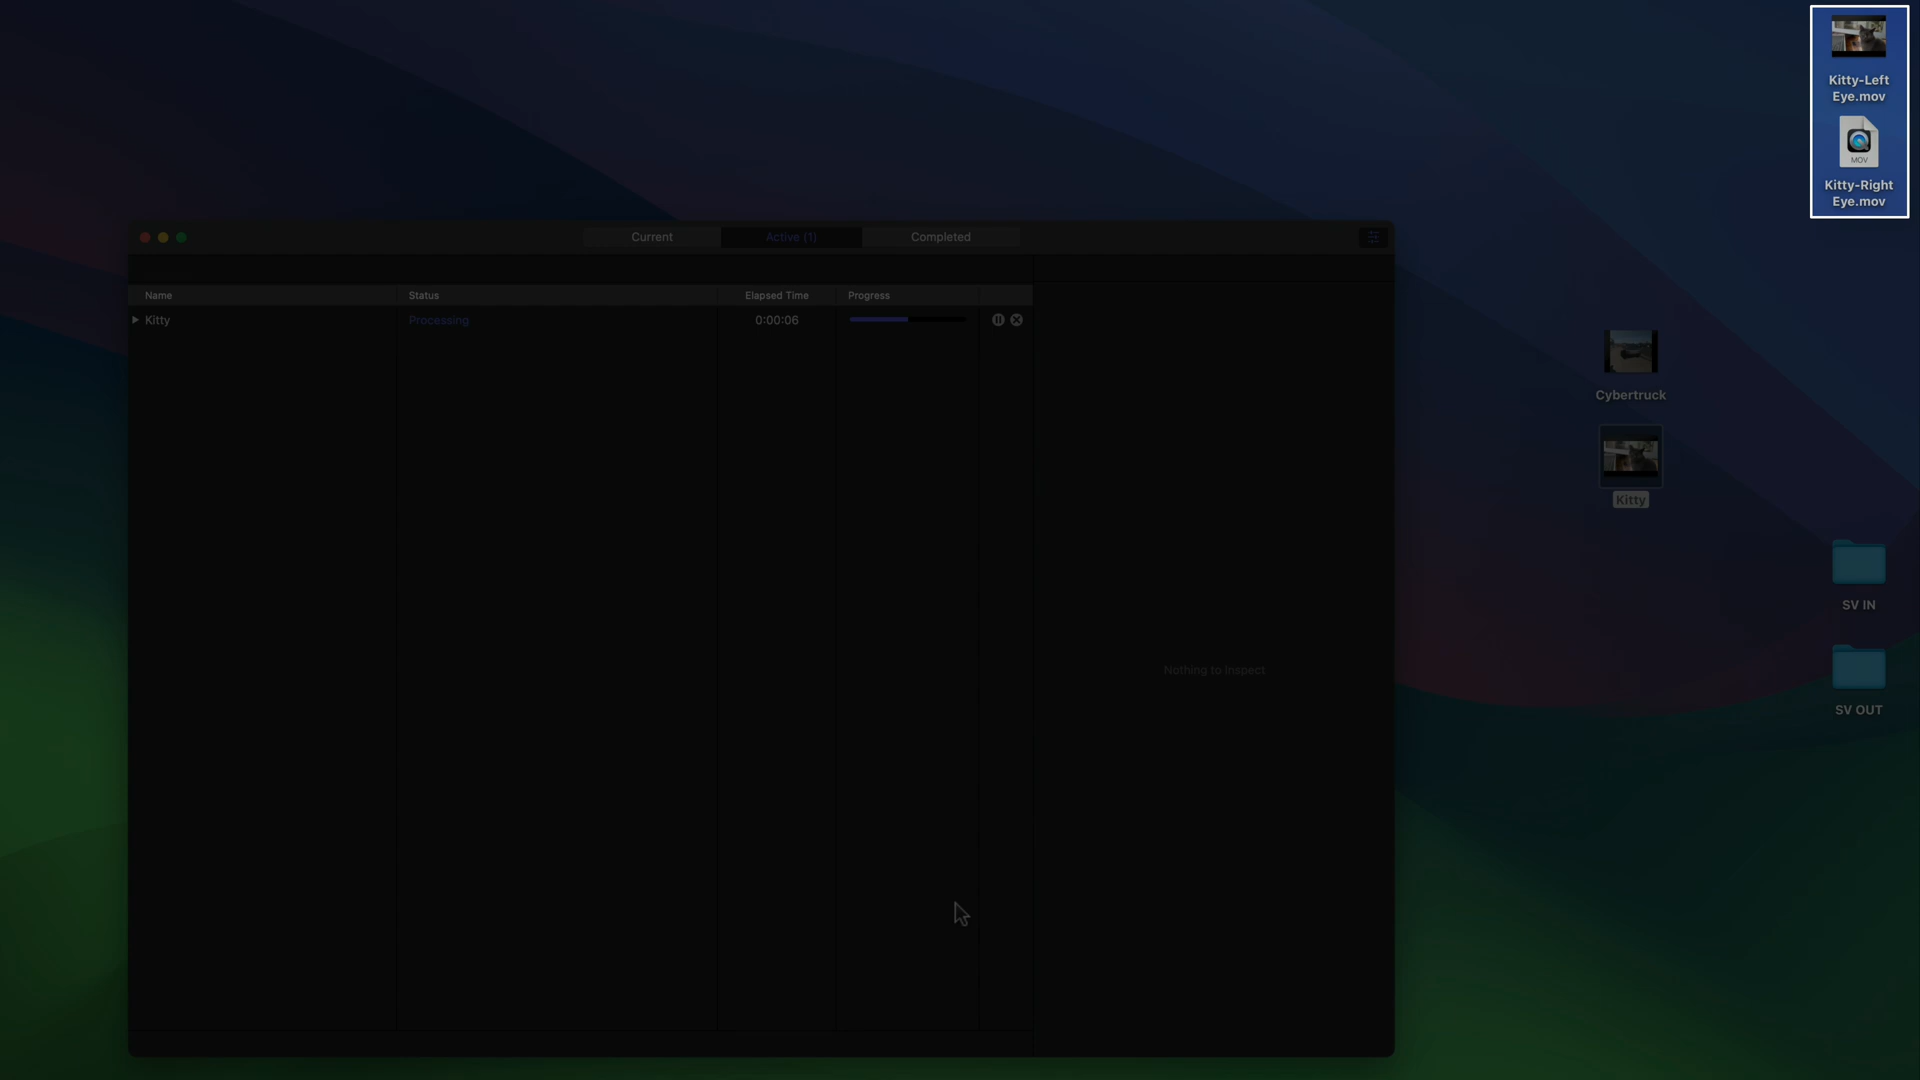 Kitty-Left
Eye.mov
MOV
Kitty-Right
Eye.mov
Current
Active (1)
Completed
Name
Status
Elapsed Time
Progress
Kitty
Processing
0:00:06
Nothing to Inspect
Cybertruck
Kitty
SV IN
SV OUT